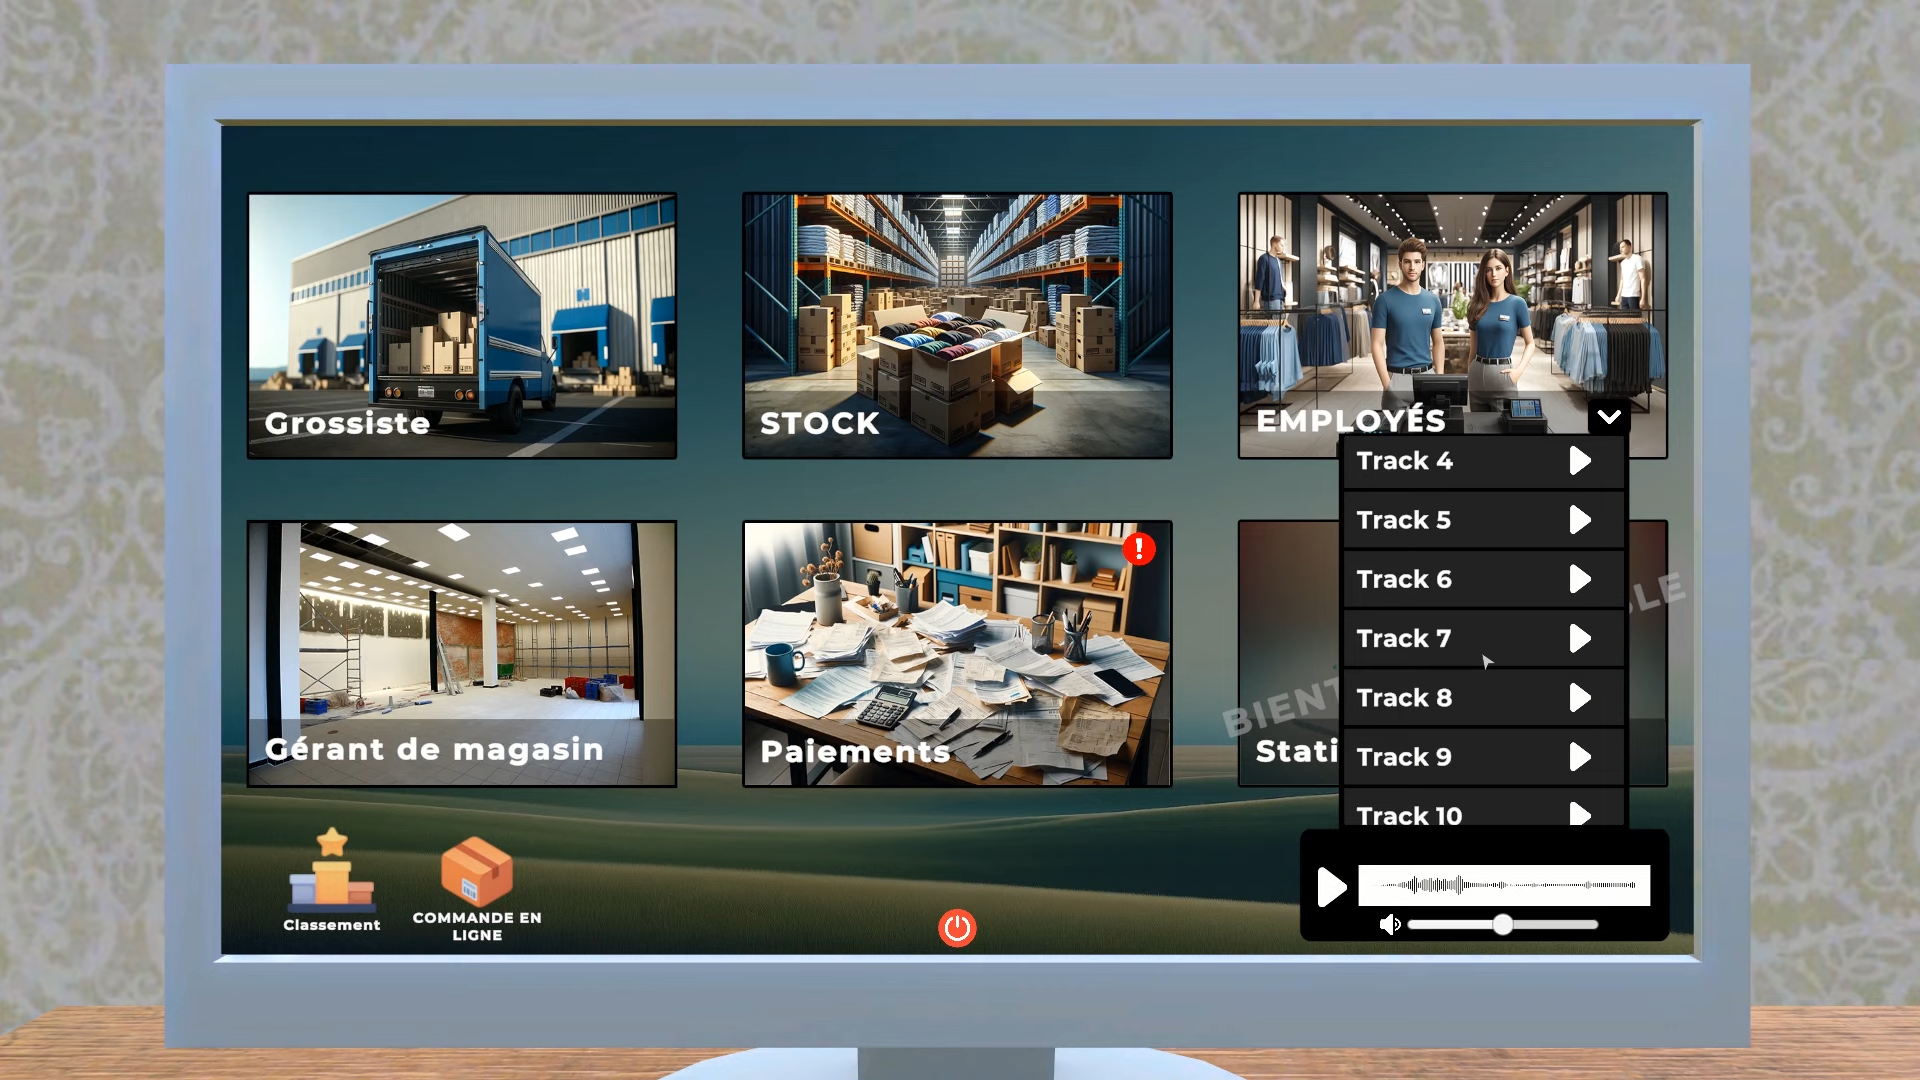 Grossiste
STOCK
EMPLOYÉS
Track 4
Track 5
Track 6
Track 7
Track 8
Track 9
Track 10
Gérant de magasin
Paiements
Classement
COMMANDE EN
LIGNE